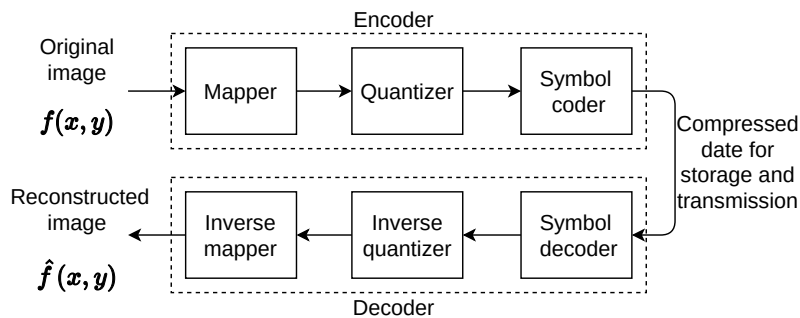 Encoder
Original
image
f(x, y)
Mapper
Quantizer
Symbol
coder
Compressed
date for
storage and
transmission
Reconstructed
image
f̂ (x, y)
Inverse
mapper
Inverse
quantizer
Symbol
decoder
Decoder